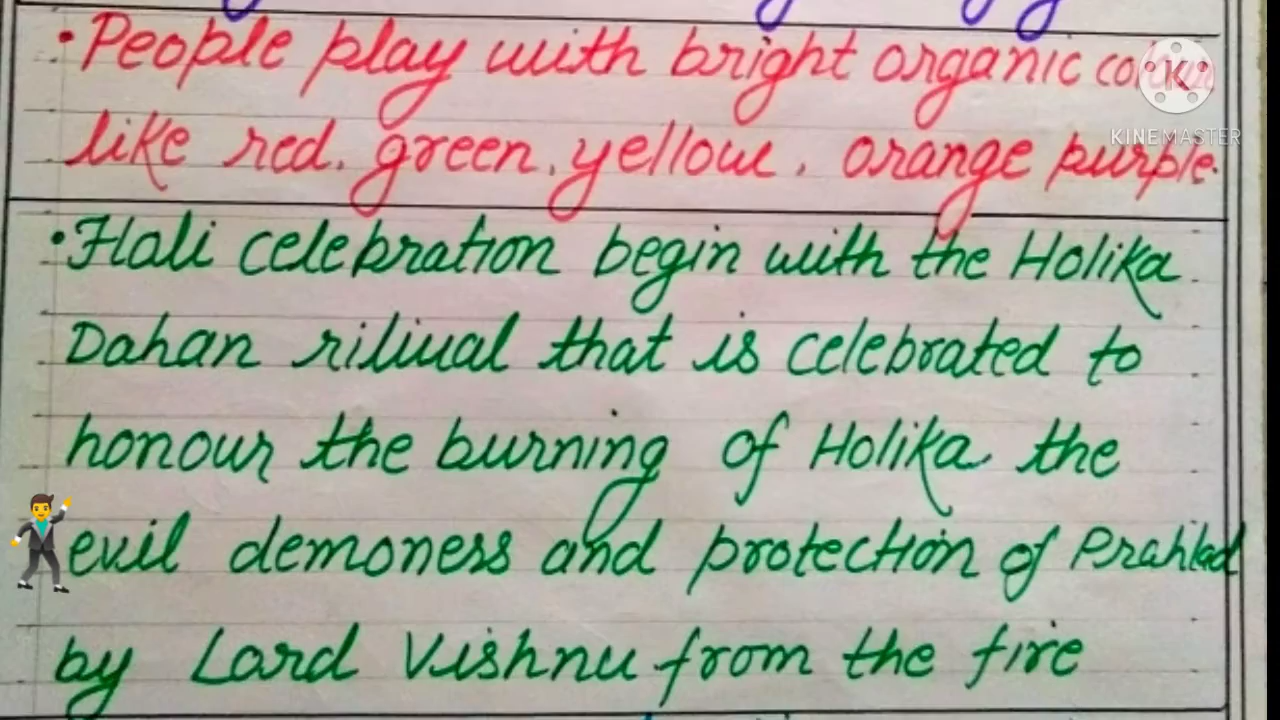 • People play with bright organic
KINEMASTER
like red. green. yellow. orange purple.
• Holi celebration begin with the Holika
Dahan ritiual that is celebrated to
honour the burning of Holika the
evil demoness and protection of Prahlad
by Lord Vishnu from the fire